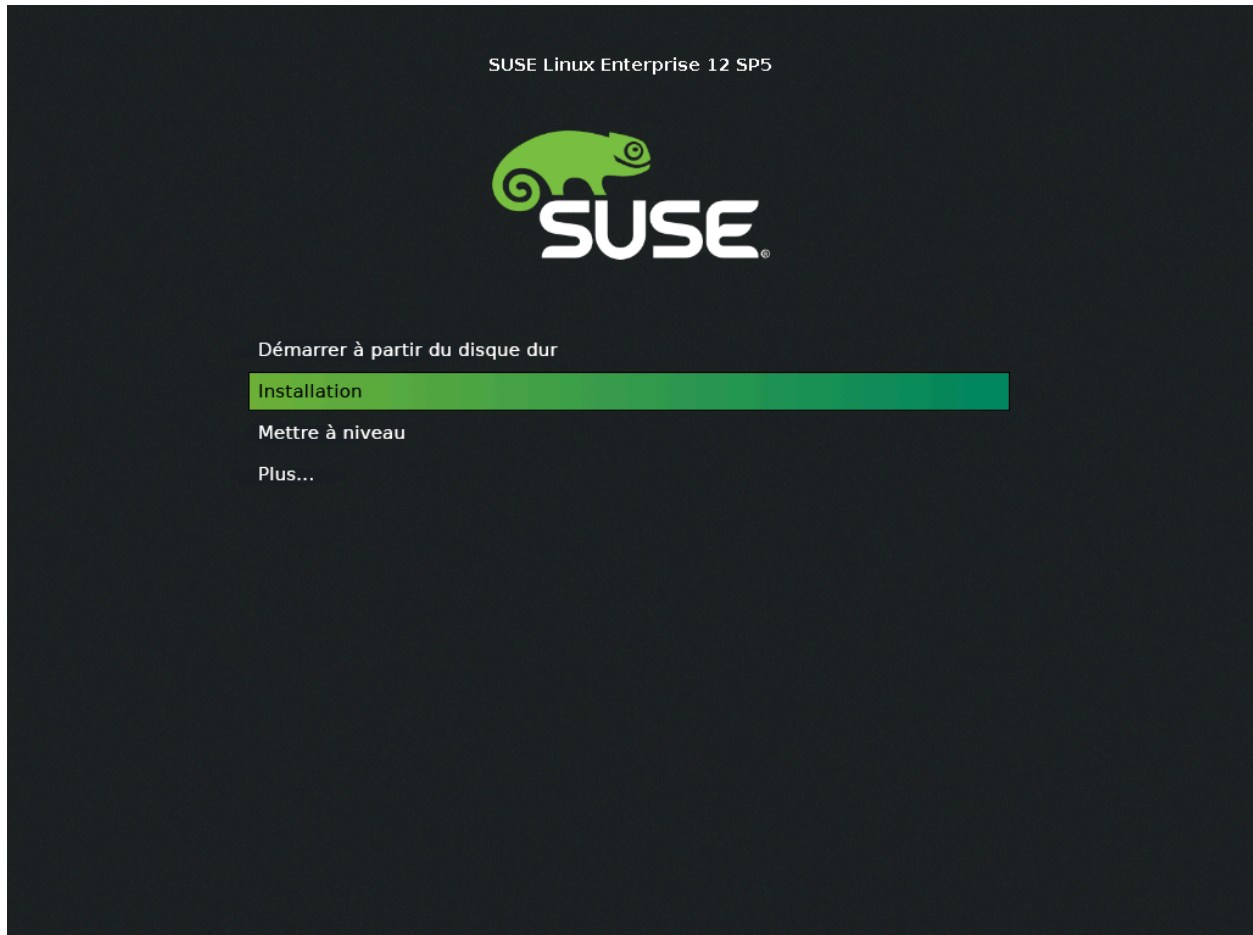 SUSE Linux Enterprise 12 SP5
SUSE®
Démarrer à partir du disque dur
Installation
Mettre à niveau
Plus...